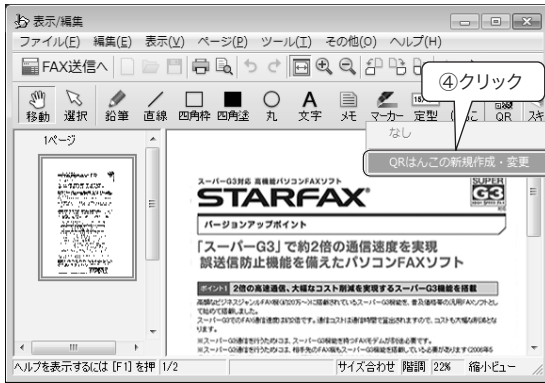 表示/編集
ファイル(F) 編集(E) 表示(V) ページ(P) ツール(T) その他(O) ヘルプ(H)
FAX送信へ
④クリック
移動 選択 鉛筆 直線 四角枠 四角塗 丸 文字 メモ マーカー 定型 QR スキ
なし
QRはんこの新規作成・変更
1ページ
スーパーG3対応 高機能パソコンFAXソフト
STARFAX
SUPER
G3
バージョンアップポイント
「スーパーG3」で約2倍の通信速度を実現
誤送信防止機能を備えたパソコンFAXソフト
ポイント1 2倍の高速通信、大幅なコスト削減を実現するスーパーG3機能を搭載
ヘルプを表示するには [F1] を押 1/2 サイズ合わせ 階調 22% 縮小ビュー